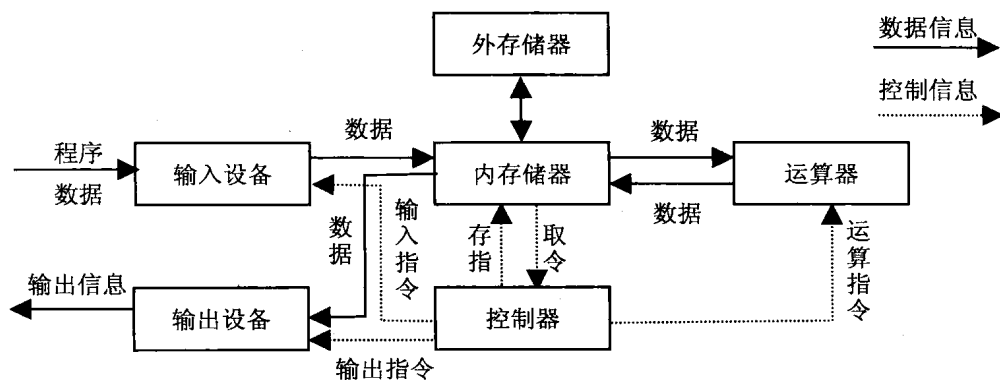 外存储器
数据信息
控制信息
程序
数据
输入设备
数据
内存储器
数据
数据
运算器
数据
输入指令
存指
取令
运算指令
输出信息
输出设备
控制器
输出指令